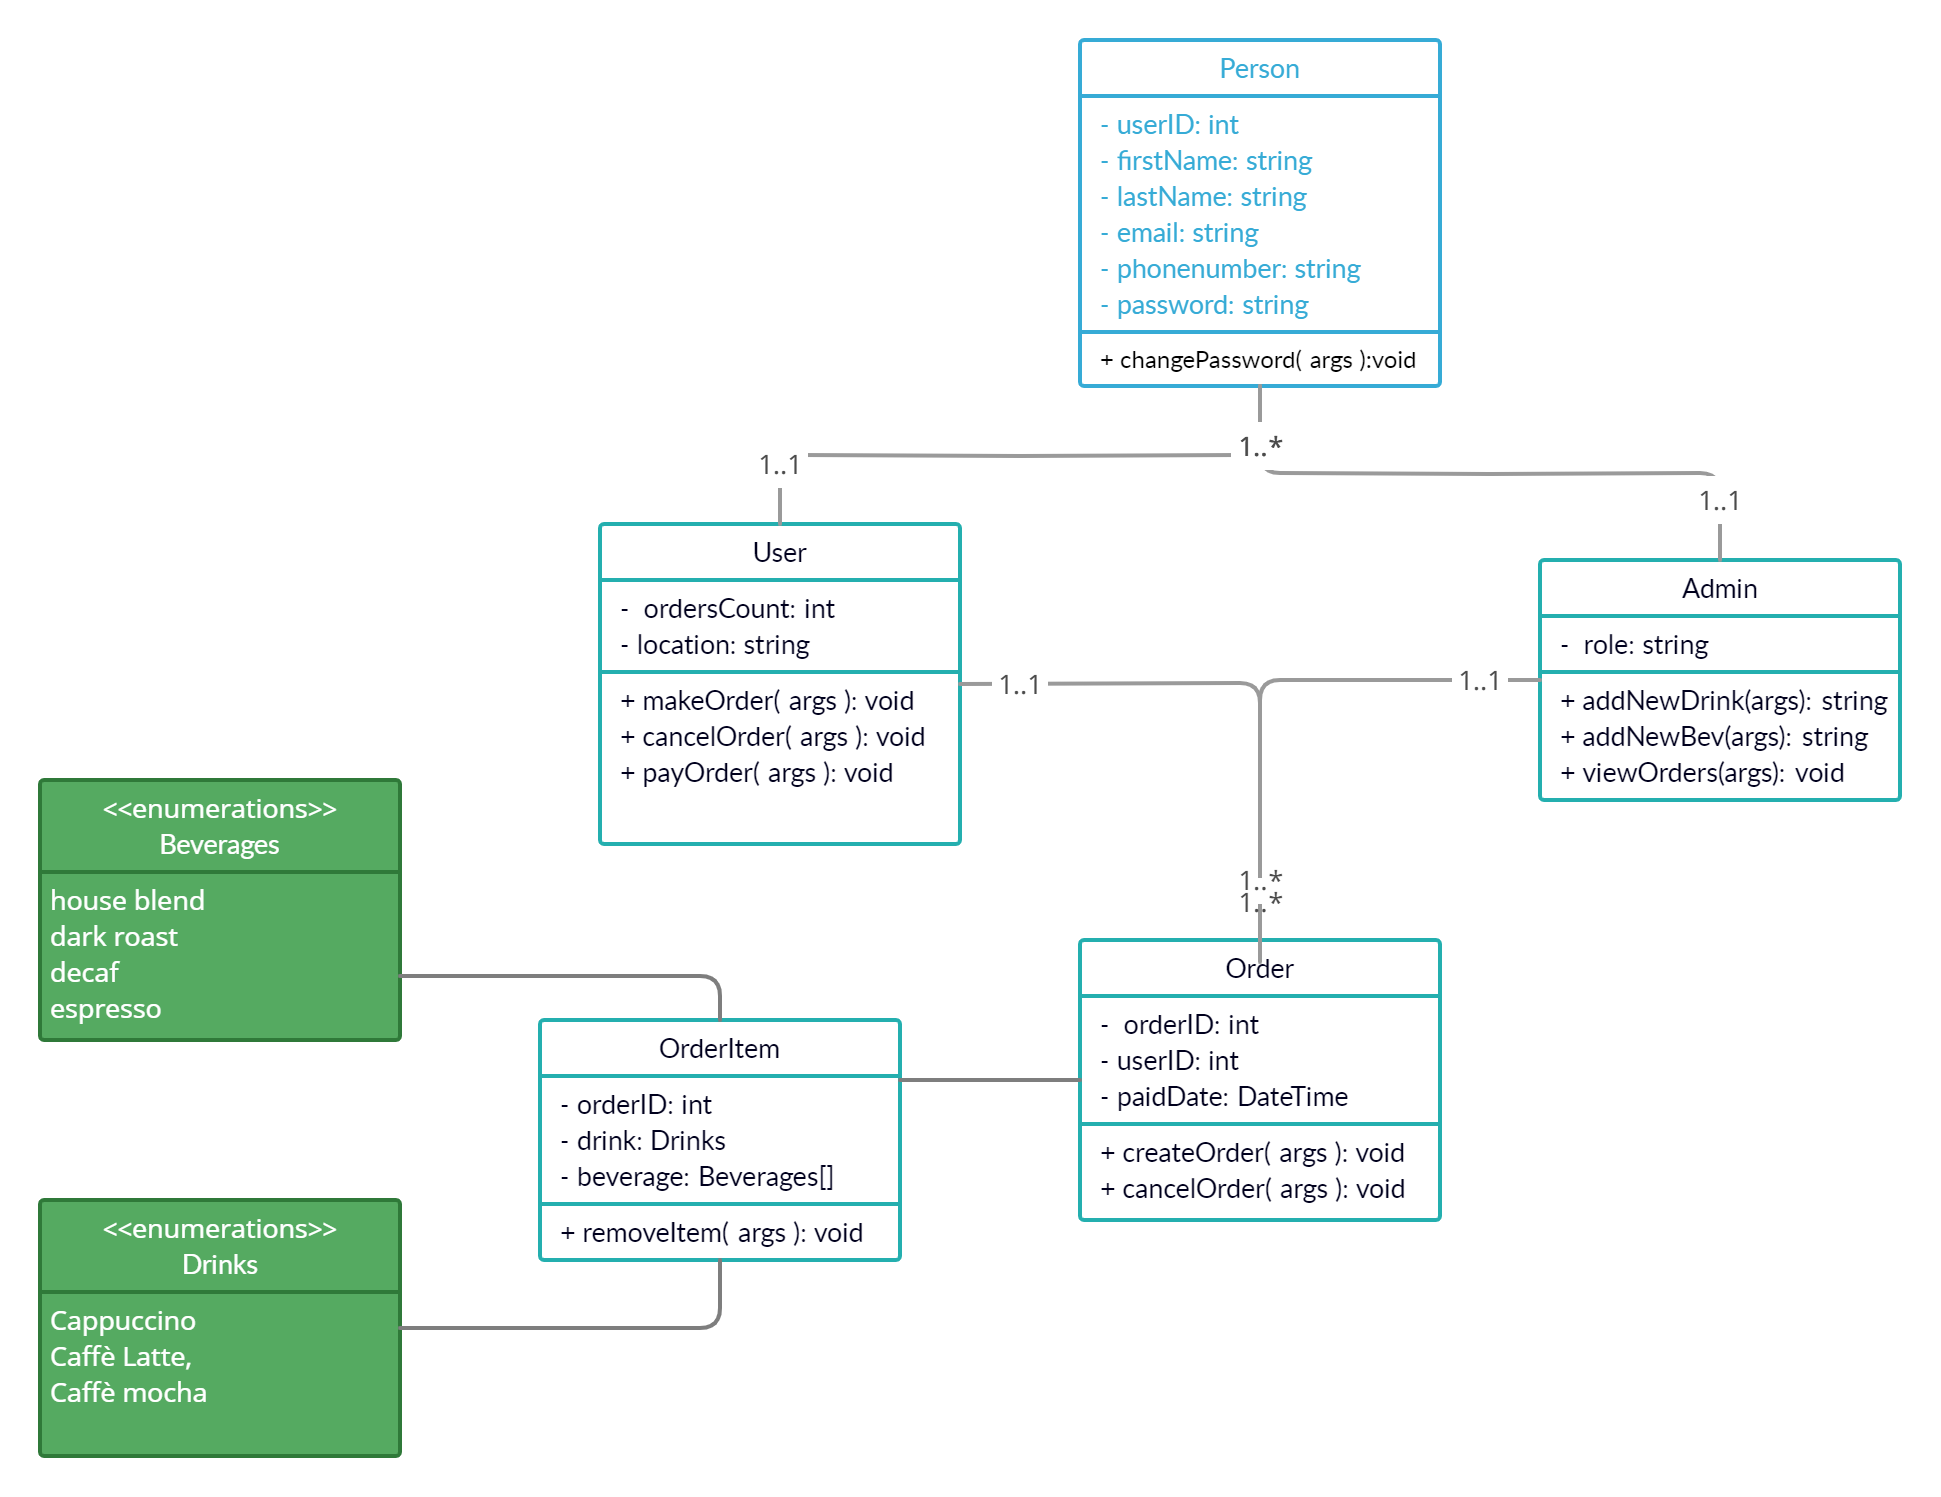 Person
- userID: int
- firstName: string
- lastName: string
- email: string
- phonenumber: string
- password: string
+ changePassword( args ):void
1..*
1..1
1..1
User
- ordersCount: int
- location: string
+ makeOrder( args ): void
+ cancelOrder( args ): void
+ payOrder( args ): void
Admin
- role: string
+ addNewDrink(args): string
+ addNewBev(args): string
+ viewOrders(args): void
1..1
1..1
1..*
1..*
<<enumerations>>
Beverages
house blend
dark roast
decaf
espresso
Order
- orderID: int
- userID: int
- paidDate: DateTime
+ createOrder( args ): void
+ cancelOrder( args ): void
OrderItem
- orderID: int
- drink: Drinks
- beverage: Beverages[]
+ removeItem( args ): void
<<enumerations>>
Drinks
Cappuccino
Caffè Latte,
Caffè mocha